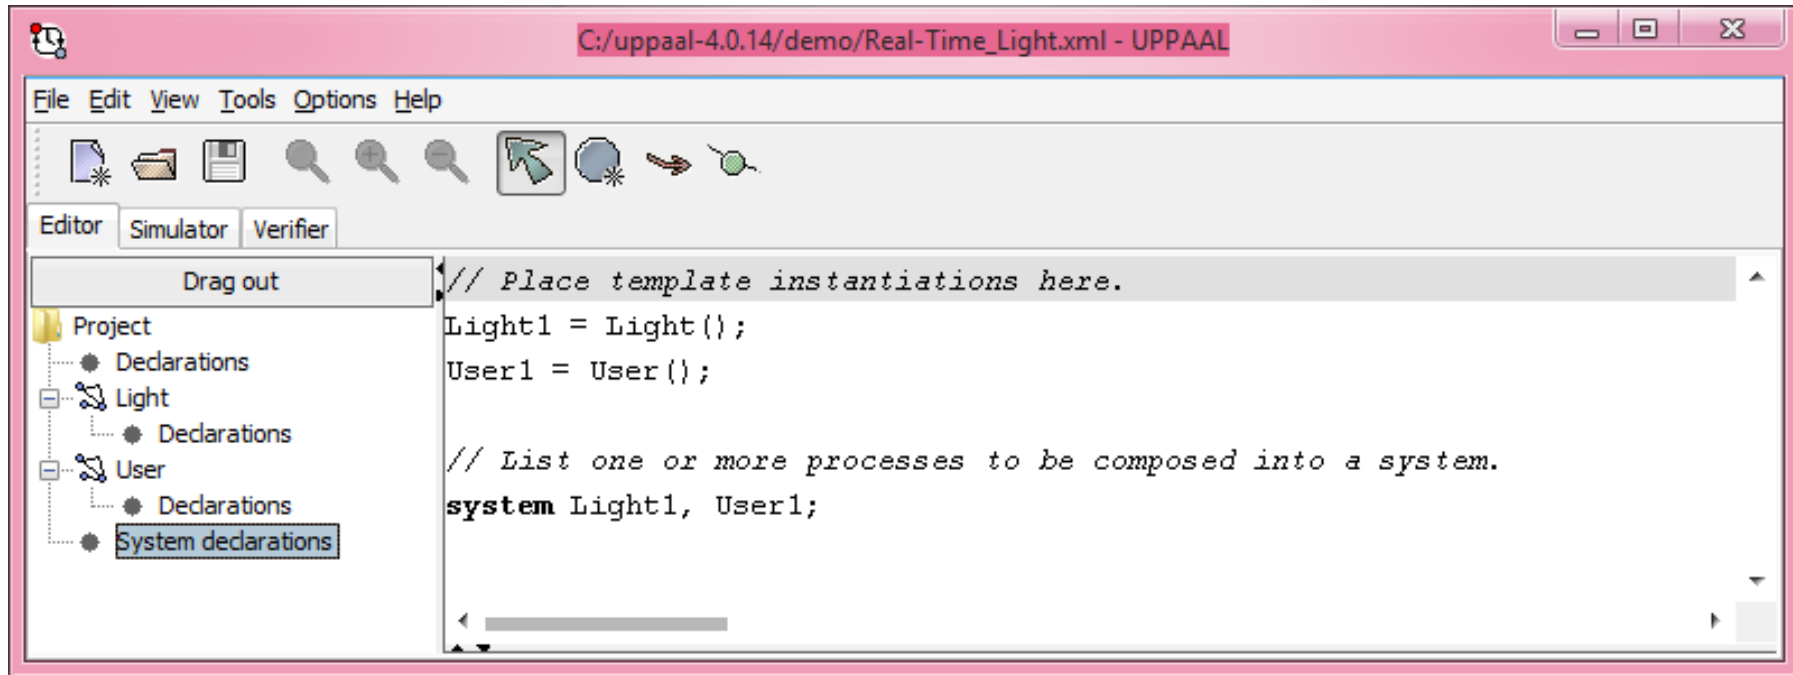 C:/uppaal-4.0.14/demo/Real-Time_Light.xml - UPPAAL
File Edit View Tools Options Help
Editor Simulator Verifier
Drag out
Project
Declarations
Light
Declarations
User
Declarations
System declarations
// Place template instantiations here.
Light1 = Light();
User1 = User();
// List one or more processes to be composed into a system.
system Light1, User1;